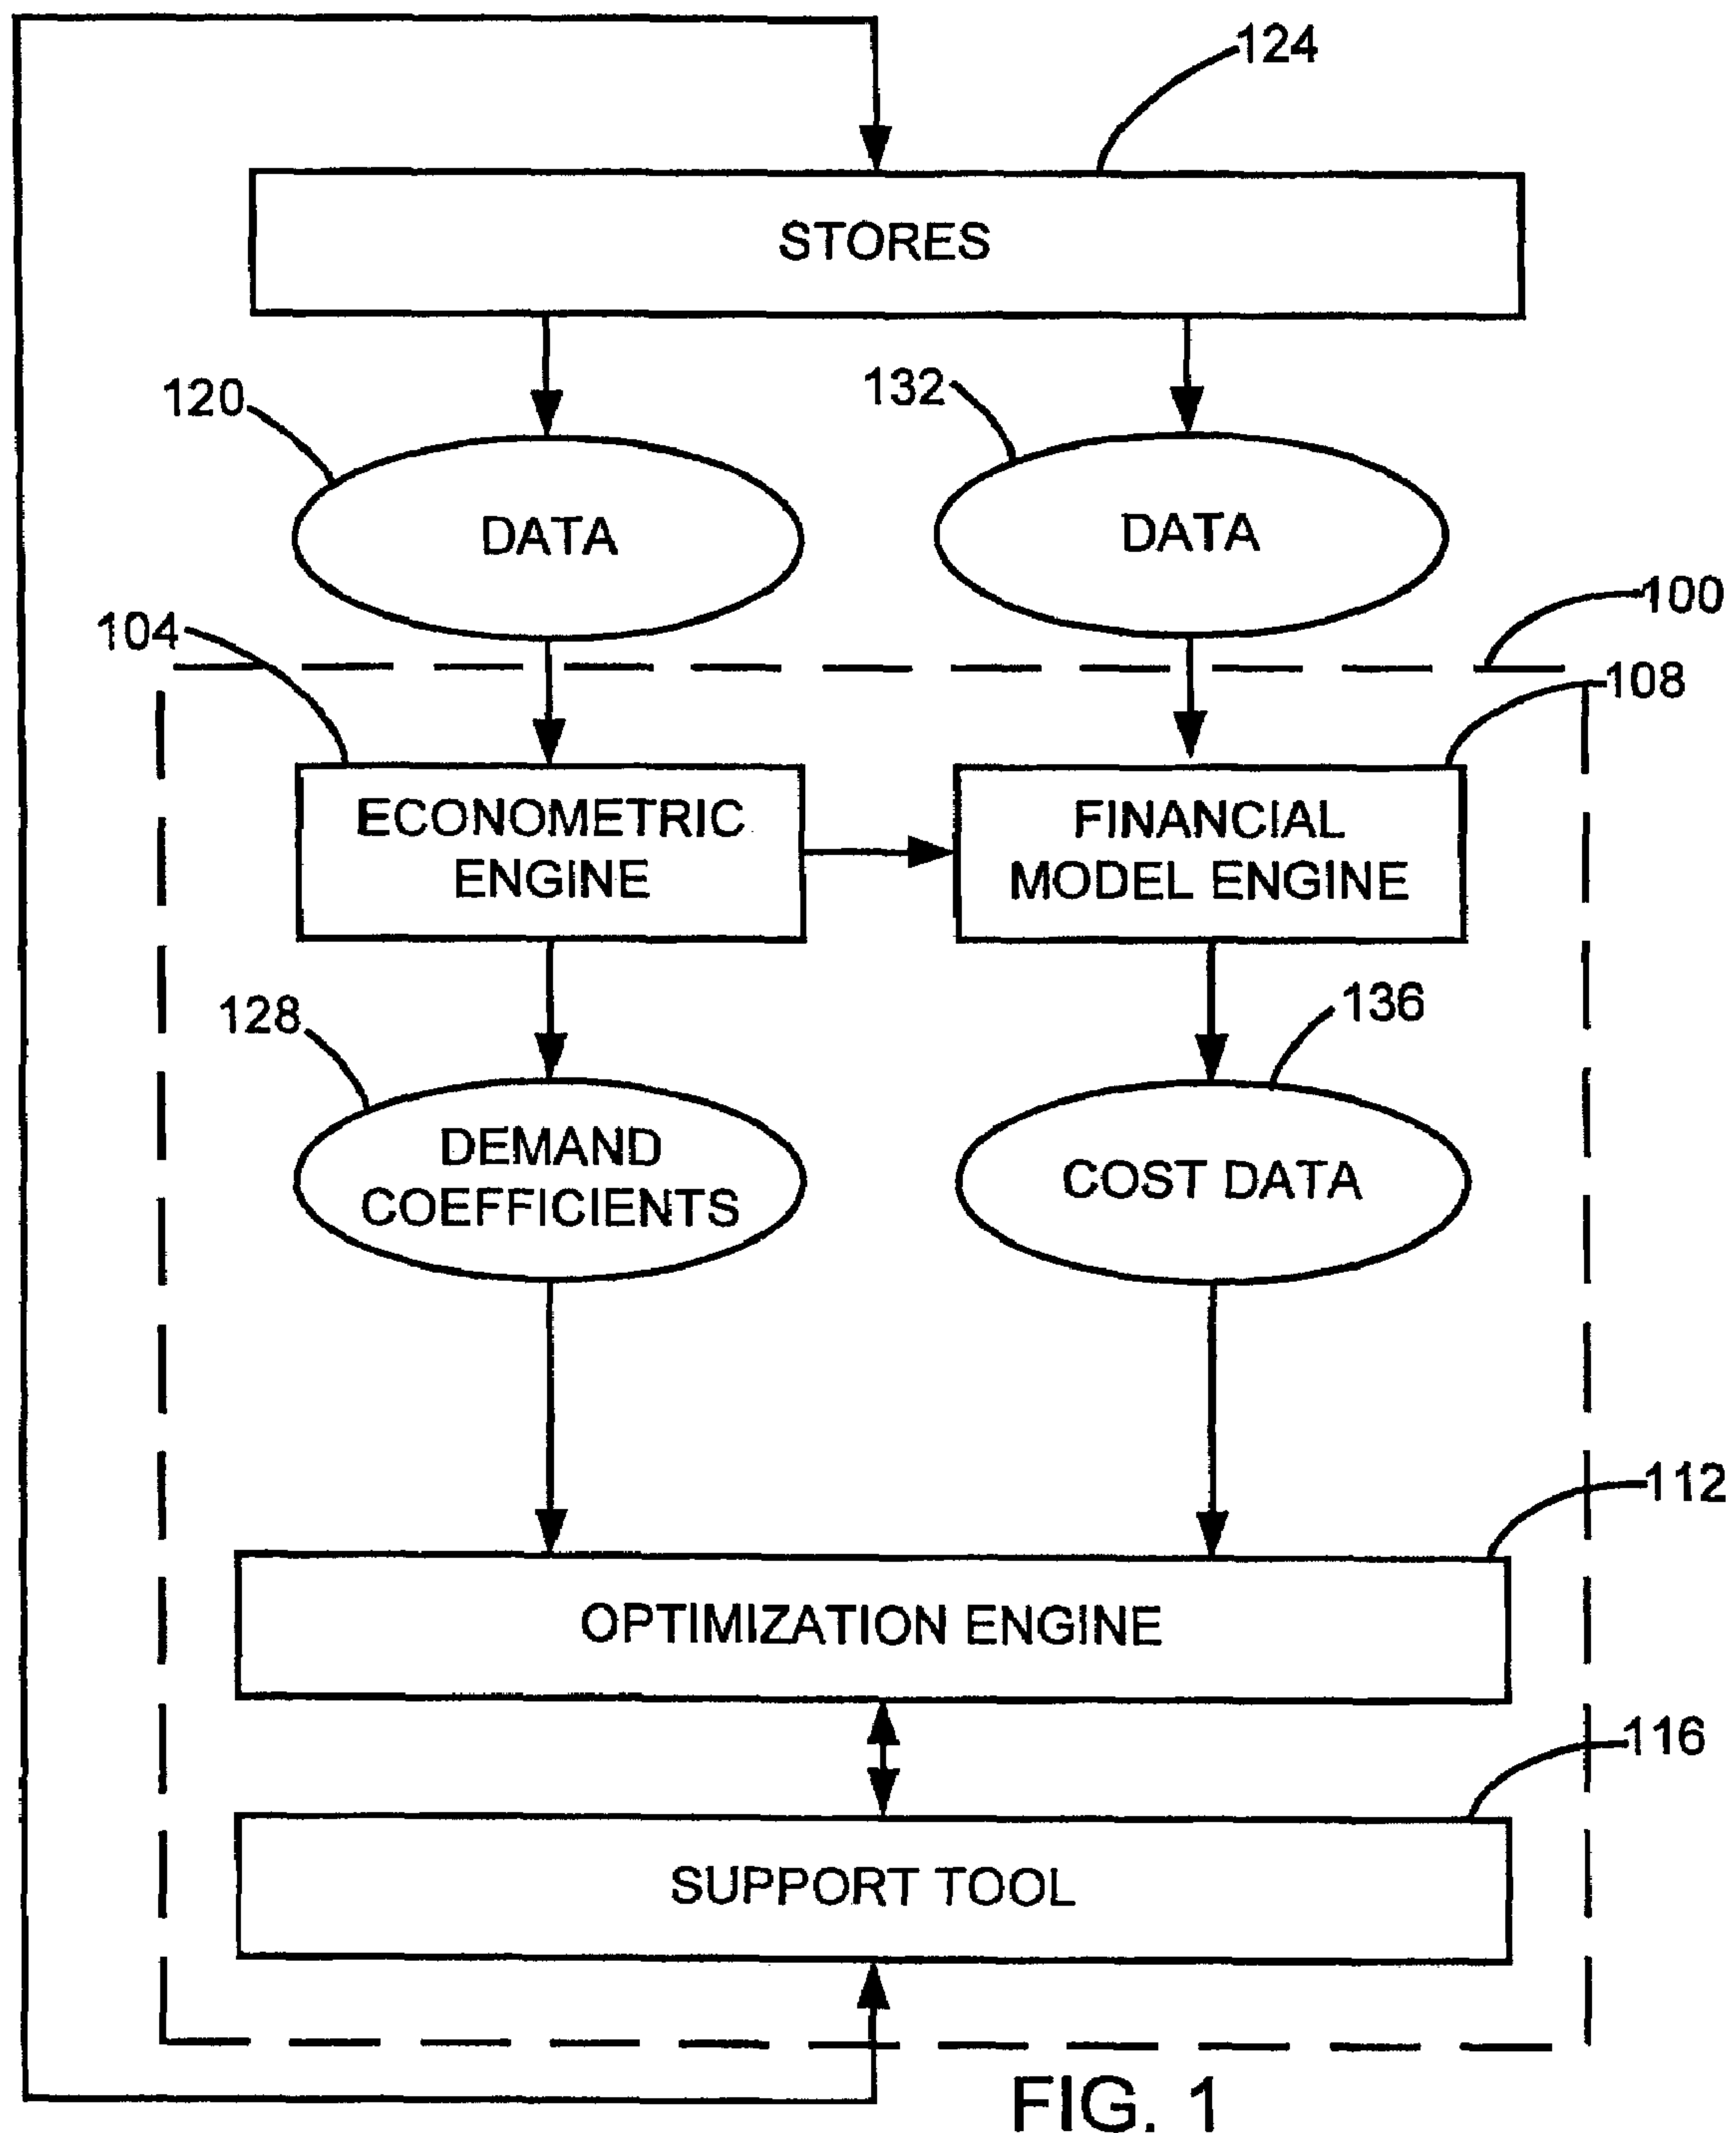 124
STORES
120
132
DATA
DATA
100
104
108
ECONOMETRIC
ENGINE
FINANCIAL
MODEL ENGINE
128
136
DEMAND
COEFFICIENTS
COST DATA
112
OPTIMIZATION ENGINE
116
SUPPORT TOOL
FIG. 1